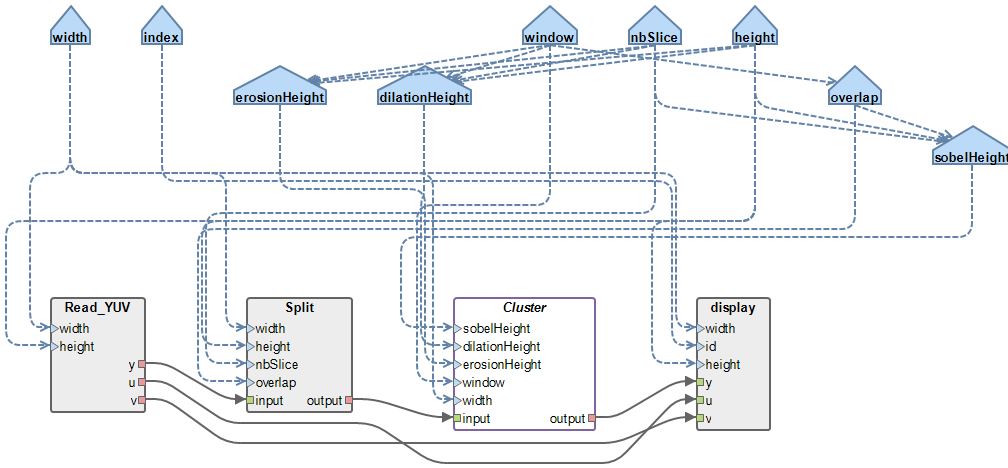 width
index
window
nbSlice
height
erosionHeight
dilationHeight
overlap
sobelHeight
Read_YUV
width
height
y
u
v
Split
width
height
nbSlice
overlap
input output
Cluster
sobelHeight
dilationHeight
erosionHeight
window
width
input output
display
width
id
height
y
u
v